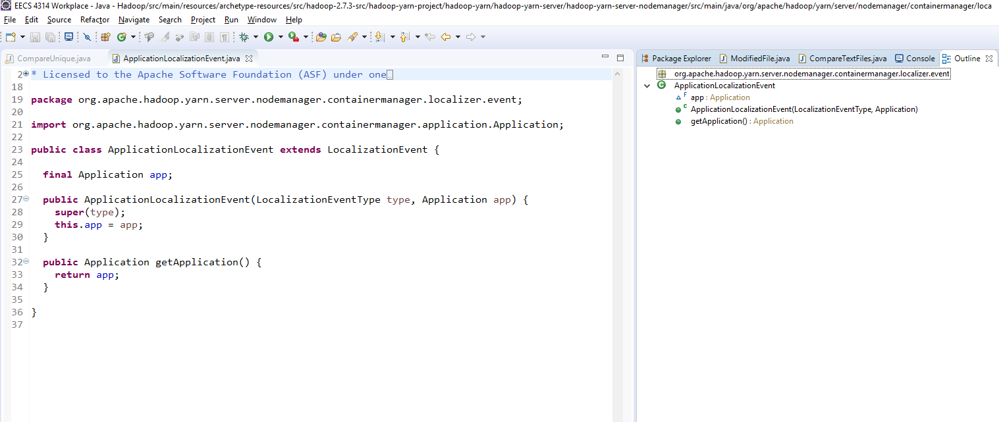 EECS 4314 Workplace - Java - Hadoop/src/main/resources/archetype-resources/src/hadoop-2.7.3-src/hadoop-yarn-project/hadoop-yarn/hadoop-yarn-server/hadoop-yarn-server-nodemanager/src/main/java/org/apache/hadoop/yarn/server/nodemanager/containermanager/loca
File Edit Source Refactor Navigate Search Project Run Window Help
CompareUnique.java ApplicationLocalizationEvent.java
2 * Licensed to the Apache Software Foundation (ASF) under one
18
19 package org.apache.hadoop.yarn.server.nodemanager.containermanager.localizer.event;
20
21 import org.apache.hadoop.yarn.server.nodemanager.containermanager.application.Application;
22
23 public class ApplicationLocalizationEvent extends LocalizationEvent {
24
25 final Application app;
26
27 public ApplicationLocalizationEvent(LocalizationEventType type, Application app) {
28 super(type);
29 this.app = app;
30 }
31
32 public Application getApplication() {
33 return app;
34 }
35
36 }
37
Package Explorer ModifiedFile.java CompareTextFiles.java Console Outline
org.apache.hadoop.yarn.server.nodemanager.containermanager.localizer.event
C ApplicationLocalizationEvent
F app : Application
C ApplicationLocalizationEvent(LocalizationEventType, Application)
getApplication() : Application